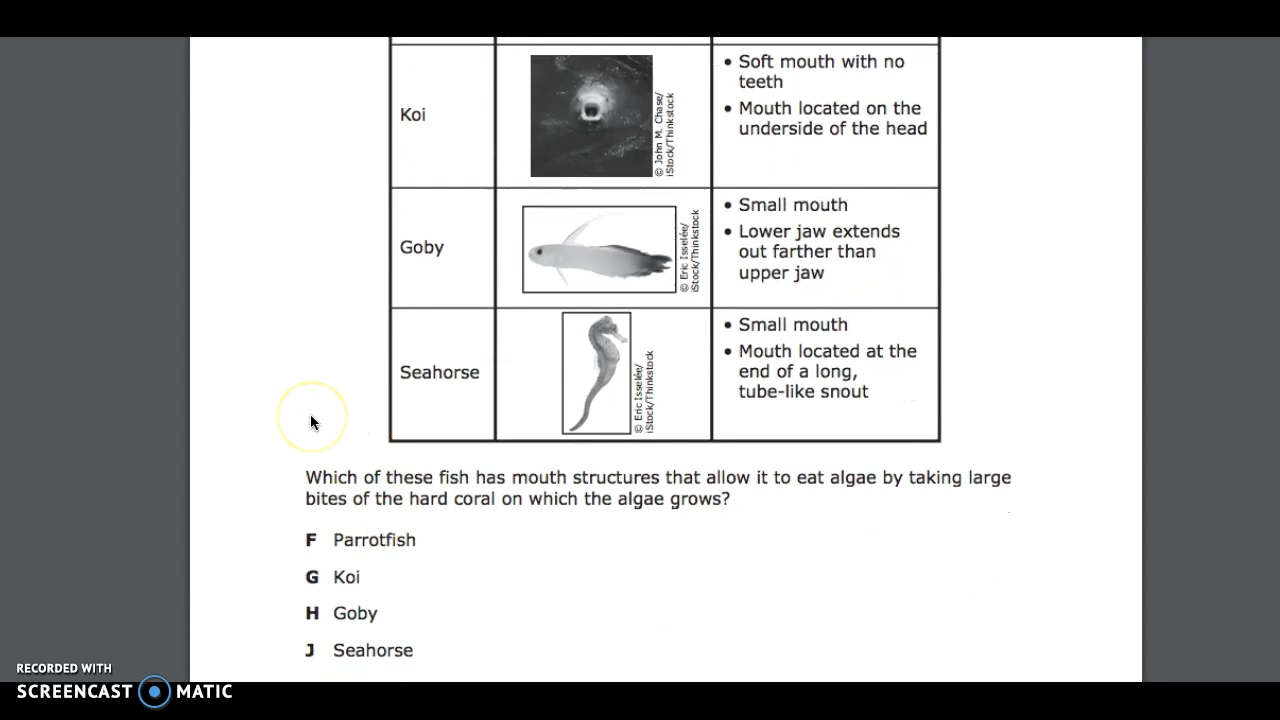 Koi
© John M. Chase/
iStock/Thinkstock
• Soft mouth with no
teeth
• Mouth located on the
underside of the head
Goby
© Eric Isselée/
iStock/Thinkstock
• Small mouth
• Lower jaw extends
out farther than
upper jaw
Seahorse
© Eric Isselée/
iStock/Thinkstock
• Small mouth
• Mouth located at the
end of a long,
tube-like snout
Which of these fish has mouth structures that allow it to eat algae by taking large
bites of the hard coral on which the algae grows?
F Parrotfish
G Koi
H Goby
J Seahorse
RECORDED WITH
SCREENCAST MATIC